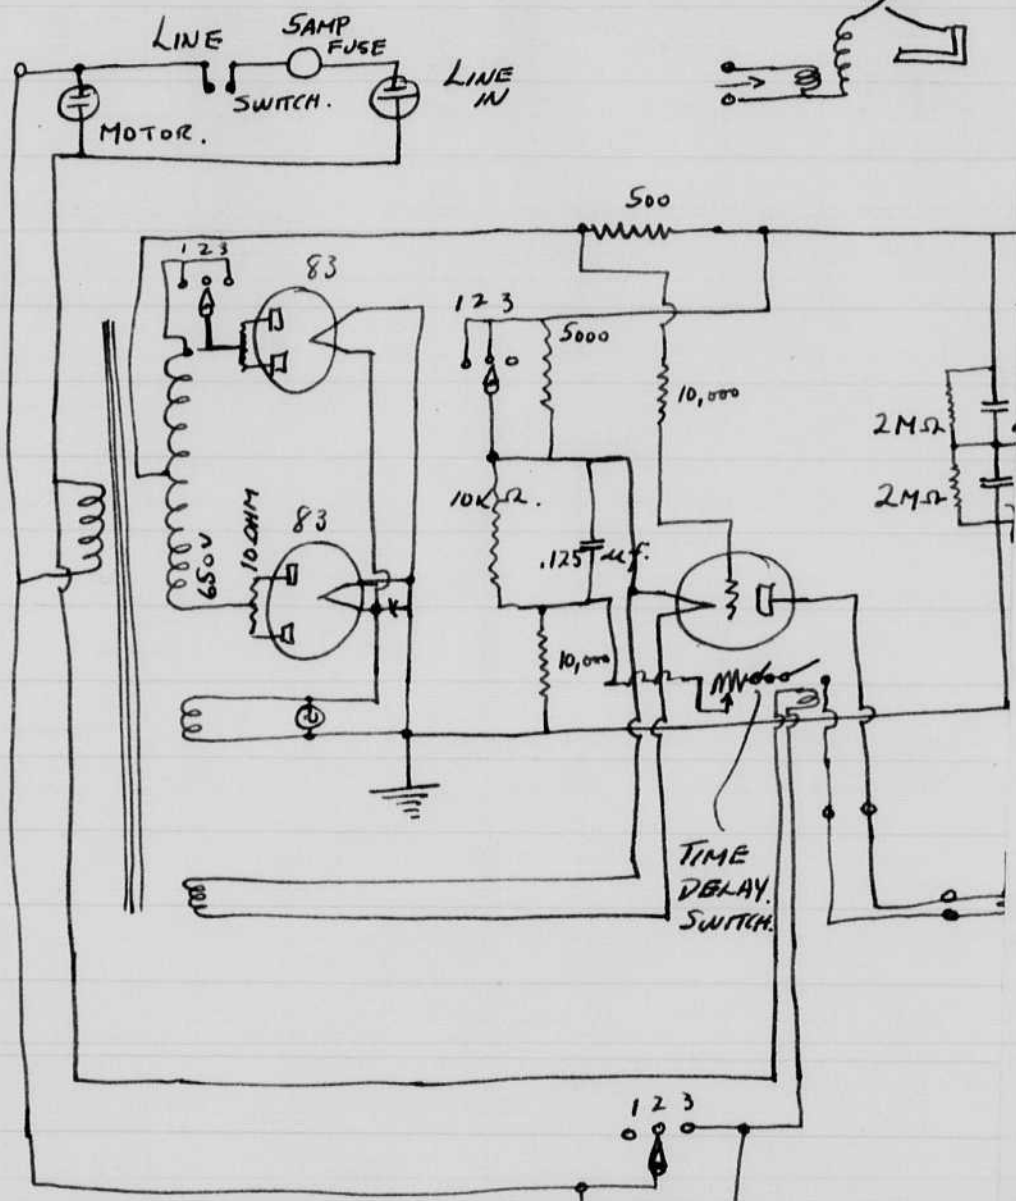 LINE
5AMP
FUSE
SWITCH.
LINE
IN
MOTOR.
500
1 2 3
83
1 2 3
5000
10,000
2MΩ
2MΩ
10KΩ.
.125 µf.
650V
10 OHM
83
10,000
TIME
DELAY.
SWITCH.
1 2 3